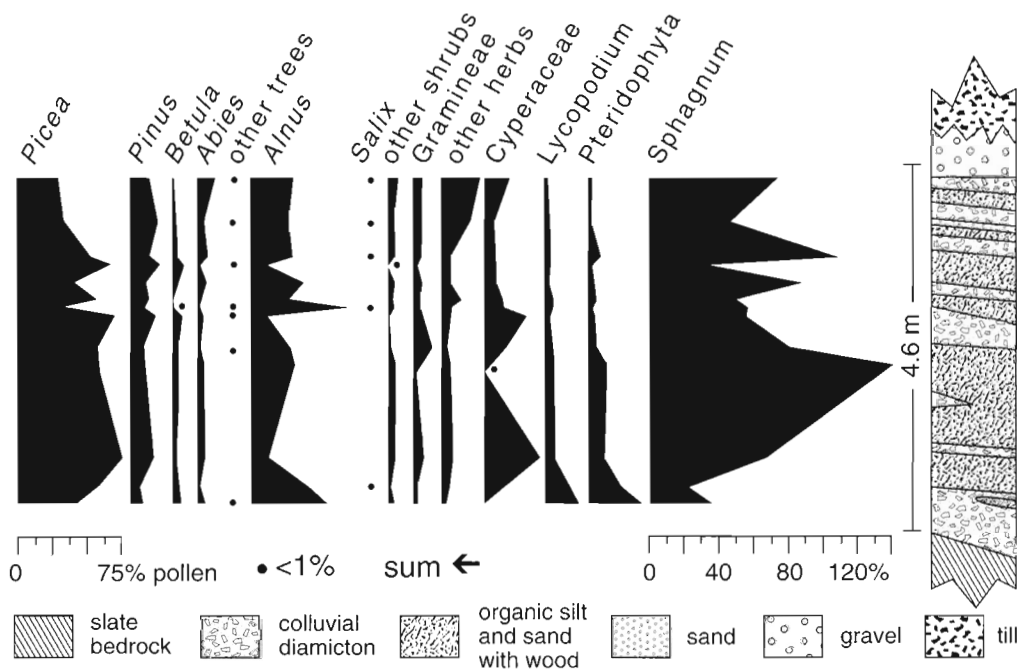 Picea
Pinus
Betula
Abies
other trees
Alnus
Salix
other shrubs
Gramineae
other herbs
Cyperaceae
Lycopodium
Pteridophyta
Sphagnum
4.6 m
0 75% pollen
• <1%
sum ←
0 40 80 120%
slate
bedrock
colluvial
diamicton
organic silt
and sand
with wood
sand
gravel
till